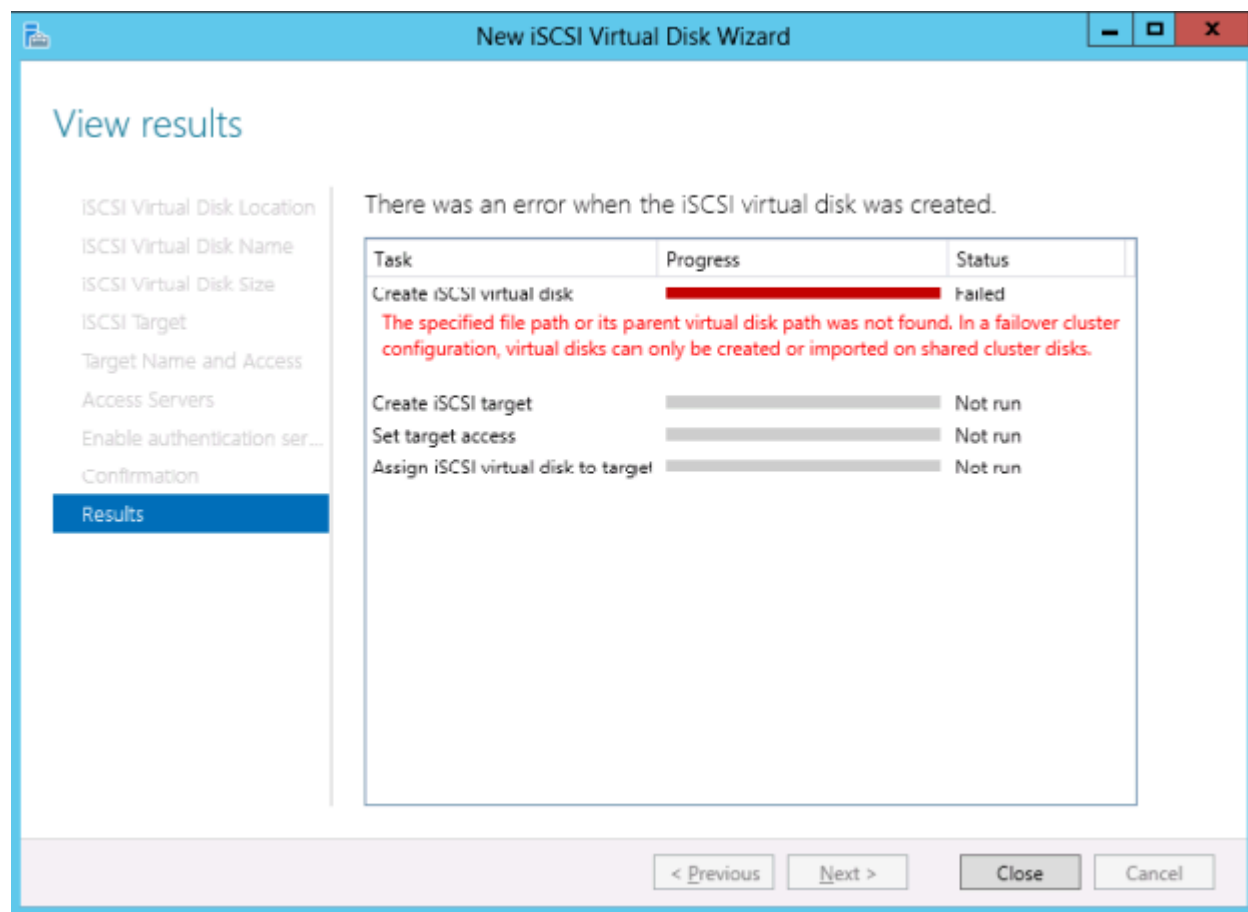 New iSCSI Virtual Disk Wizard
View results
iSCSI Virtual Disk Location
iSCSI Virtual Disk Name
iSCSI Virtual Disk Size
iSCSI Target
Target Name and Access
Access Servers
Enable authentication ser...
Confirmation
Results
There was an error when the iSCSI virtual disk was created.
Task Progress Status
Create iSCSI virtual disk Failed
The specified file path or its parent virtual disk path was not found. In a failover cluster
configuration, virtual disks can only be created or imported on shared cluster disks.
Create iSCSI target Not run
Set target access Not run
Assign iSCSI virtual disk to target Not run
< Previous Next > Close Cancel